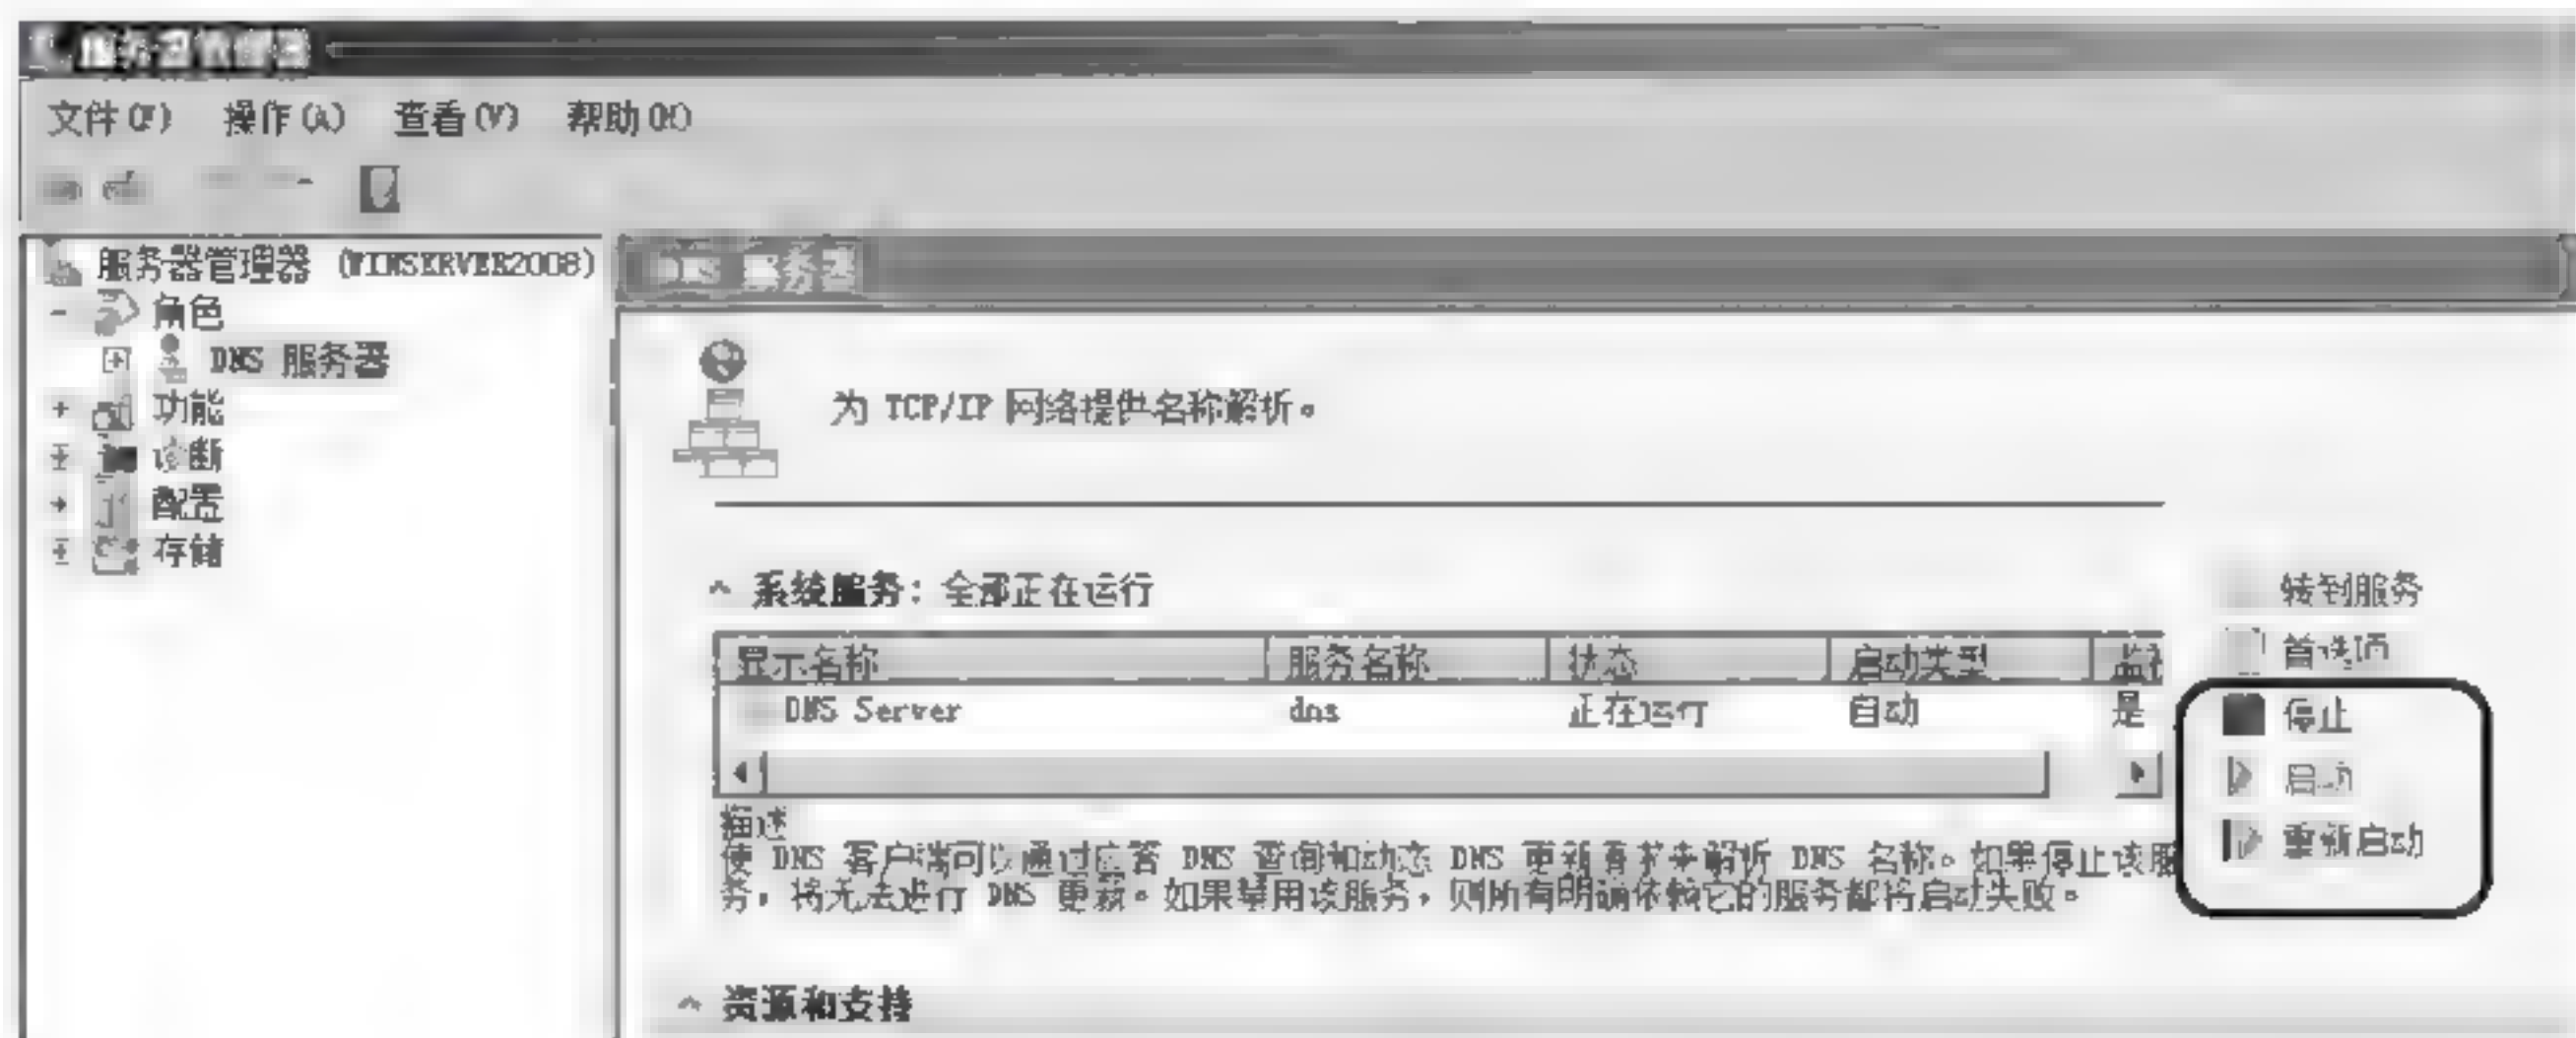 服务器管理器
文件(F) 操作(A) 查看(V) 帮助(H)
服务器管理器 (WINSERVER2008)
角色
DNS 服务器
功能
诊断
配置
存储
DNS 服务器
为 TCP/IP 网络提供名称解析。
系统服务：全部正在运行
显示名称 服务名称 状态 启动类型
DNS Server dns 正在运行 自动 是
描述
使 DNS 客户端可以通过应答 DNS 查询和动态 DNS 更新请求来解析 DNS 名称。如果停止该服
务，将无法进行 DNS 更新。如果禁用该服务，则所有明确依赖它的服务都将启动失败。
转到服务
首选项
停止
启动
重新启动
资源和支持